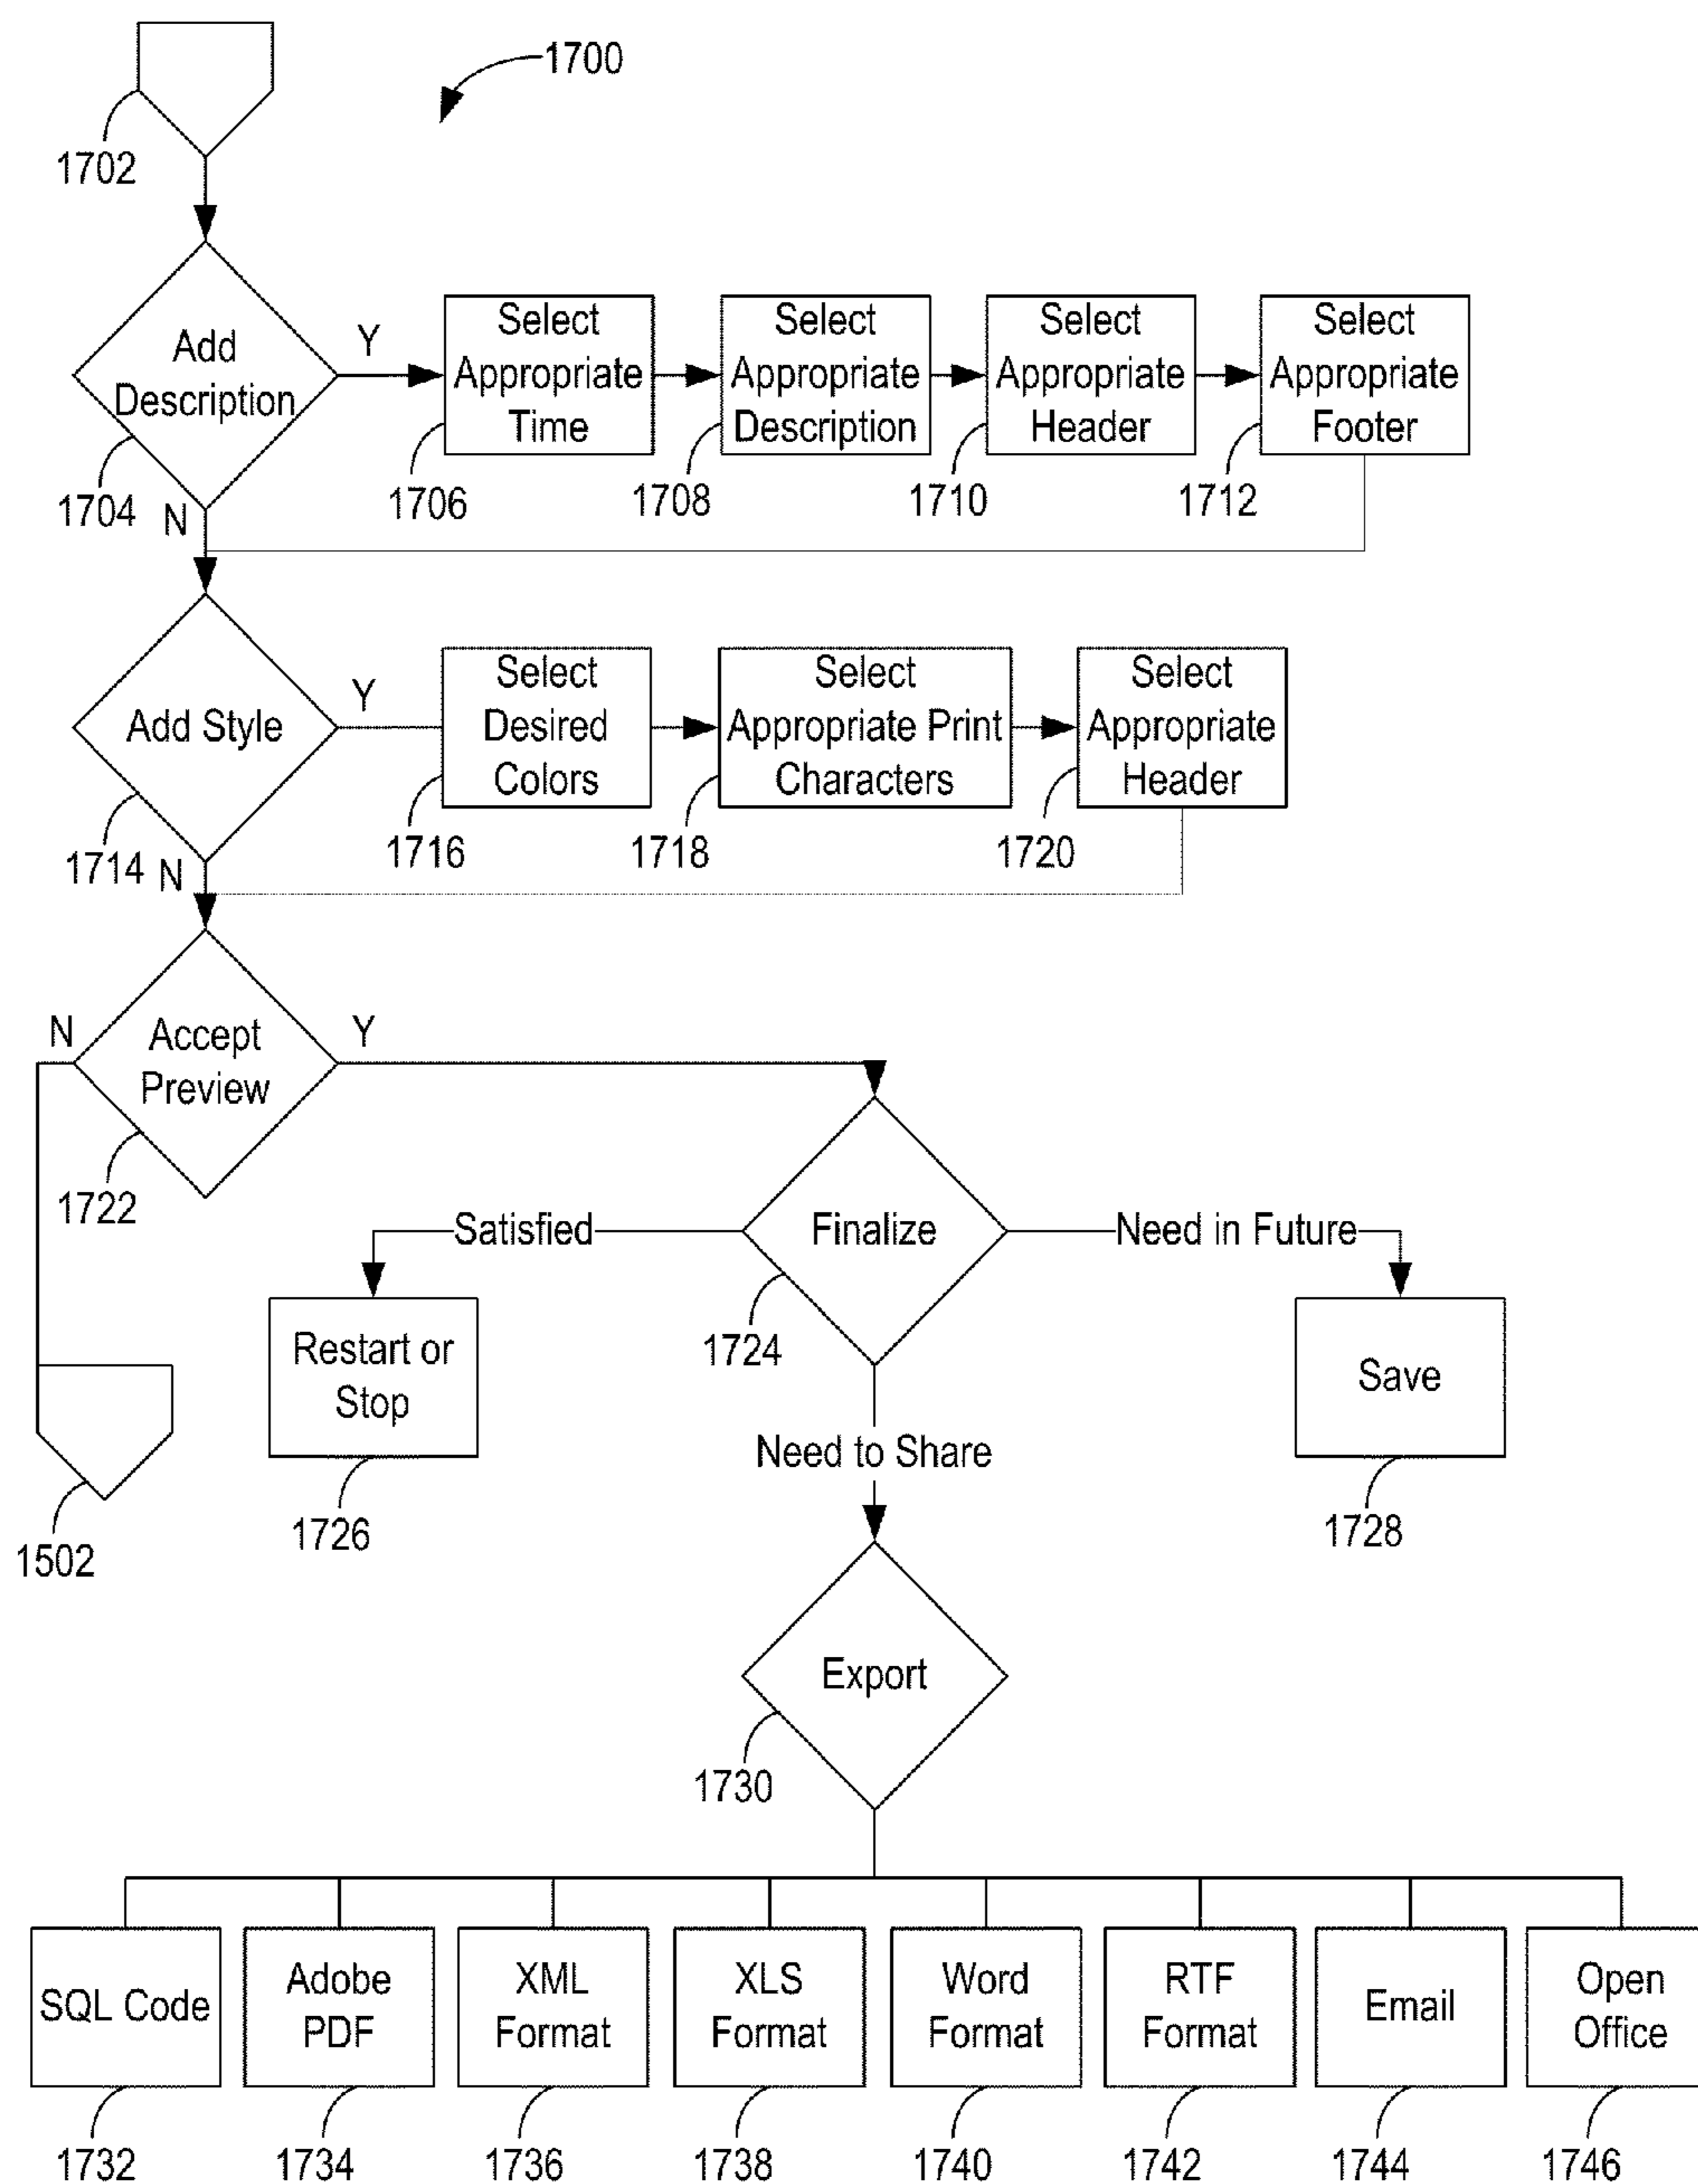 1700
1702
Add
Description
Y
Select
Appropriate
Time
Select
Appropriate
Description
Select
Appropriate
Header
Select
Appropriate
Footer
1704
N
1706
1708
1710
1712
Add Style
Y
Select
Desired
Colors
Select
Appropriate Print
Characters
Select
Appropriate
Header
1714
N
1716
1718
1720
N
Accept
Preview
Y
1722
Satisfied
Finalize
Need in Future
1724
Restart or
Stop
Save
Need to Share
1502
1726
1728
Export
1730
SQL Code
Adobe
PDF
XML
Format
XLS
Format
Word
Format
RTF
Format
Email
Open
Office
1732
1734
1736
1738
1740
1742
1744
1746